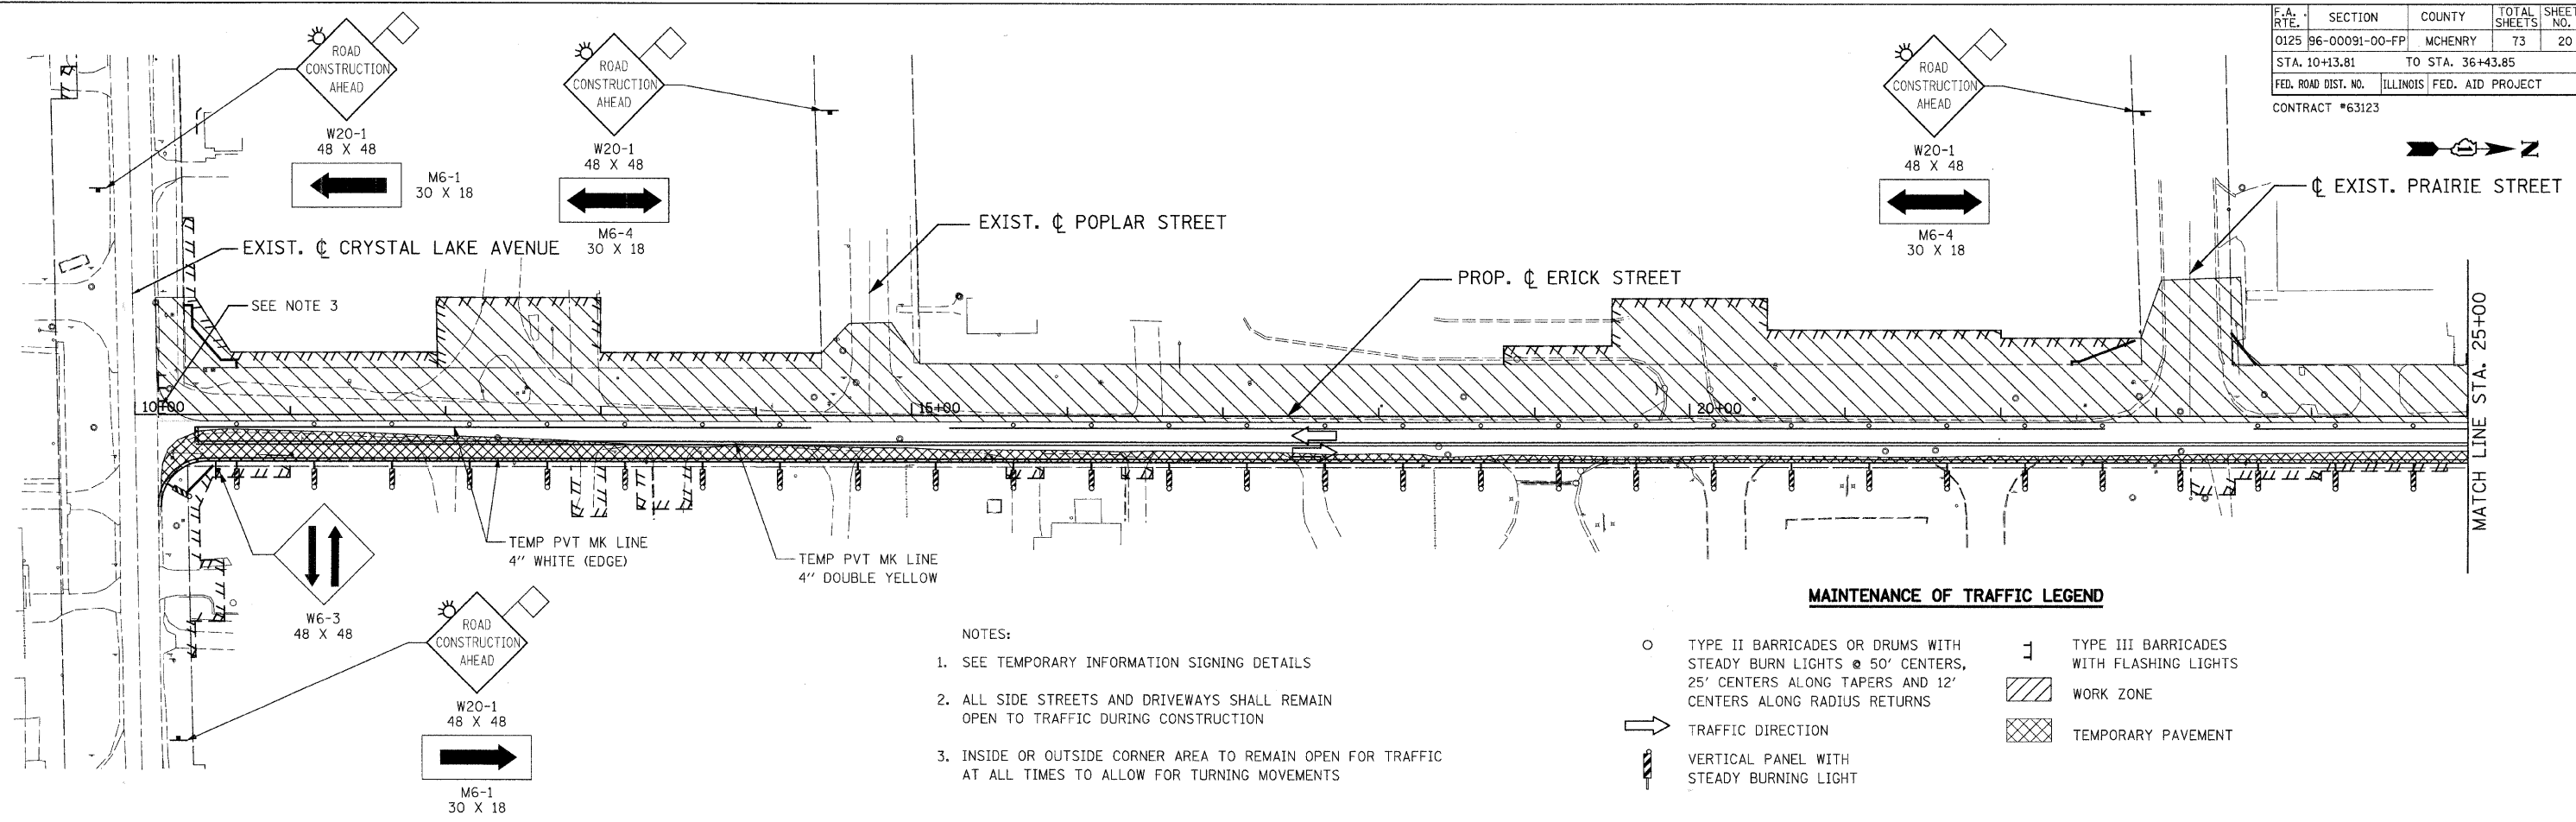 F.A. RTE.
SECTION
COUNTY
TOTAL SHEETS
SHEET NO.
0125
96-00091-00-FP
MCHENRY
73
20
STA. 10+13.81 TO STA. 36+43.85
FED. ROAD DIST. NO.
ILLINOIS
FED. AID PROJECT
CONTRACT #63123
N
ROAD
CONSTRUCTION
AHEAD
W20-1
48 X 48
M6-1
30 X 18
ROAD
CONSTRUCTION
AHEAD
W20-1
48 X 48
M6-4
30 X 18
ROAD
CONSTRUCTION
AHEAD
W20-1
48 X 48
M6-4
30 X 18
EXIST. ℄ CRYSTAL LAKE AVENUE
SEE NOTE 3
EXIST. ℄ POPLAR STREET
PROP. ℄ ERICK STREET
℄ EXIST. PRAIRIE STREET
10+00
15+00
20+00
MATCH LINE STA. 25+00
TEMP PVT MK LINE
4" WHITE (EDGE)
TEMP PVT MK LINE
4" DOUBLE YELLOW
W6-3
48 X 48
ROAD
CONSTRUCTION
AHEAD
W20-1
48 X 48
M6-1
30 X 18
NOTES:
1. SEE TEMPORARY INFORMATION SIGNING DETAILS
2. ALL SIDE STREETS AND DRIVEWAYS SHALL REMAIN
OPEN TO TRAFFIC DURING CONSTRUCTION
3. INSIDE OR OUTSIDE CORNER AREA TO REMAIN OPEN FOR TRAFFIC
AT ALL TIMES TO ALLOW FOR TURNING MOVEMENTS
MAINTENANCE OF TRAFFIC LEGEND
TYPE II BARRICADES OR DRUMS WITH
STEADY BURN LIGHTS @ 50' CENTERS,
25' CENTERS ALONG TAPERS AND 12'
CENTERS ALONG RADIUS RETURNS
TRAFFIC DIRECTION
VERTICAL PANEL WITH
STEADY BURNING LIGHT
TYPE III BARRICADES
WITH FLASHING LIGHTS
WORK ZONE
TEMPORARY PAVEMENT